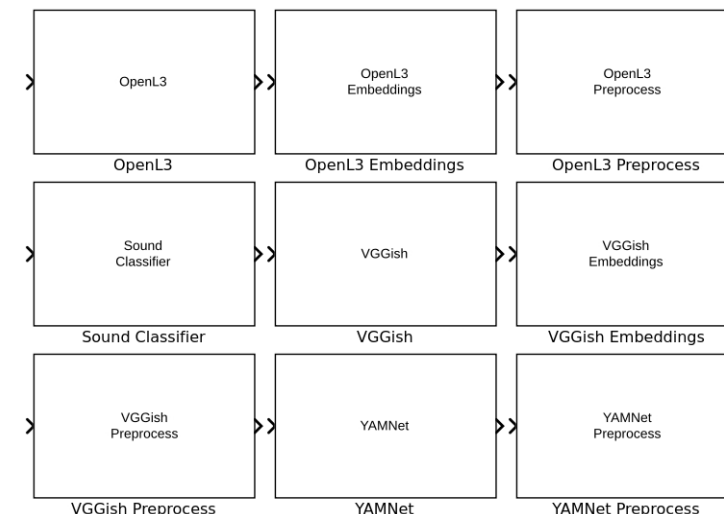 OpenL3
OpenL3
Embeddings
OpenL3
Preprocess
OpenL3
OpenL3 Embeddings
OpenL3 Preprocess
Sound
Classifier
VGGish
VGGish
Embeddings
Sound Classifier
VGGish
VGGish Embeddings
VGGish
Preprocess
YAMNet
YAMNet
Preprocess
VGGish Preprocess
YAMNet
YAMNet Preprocess